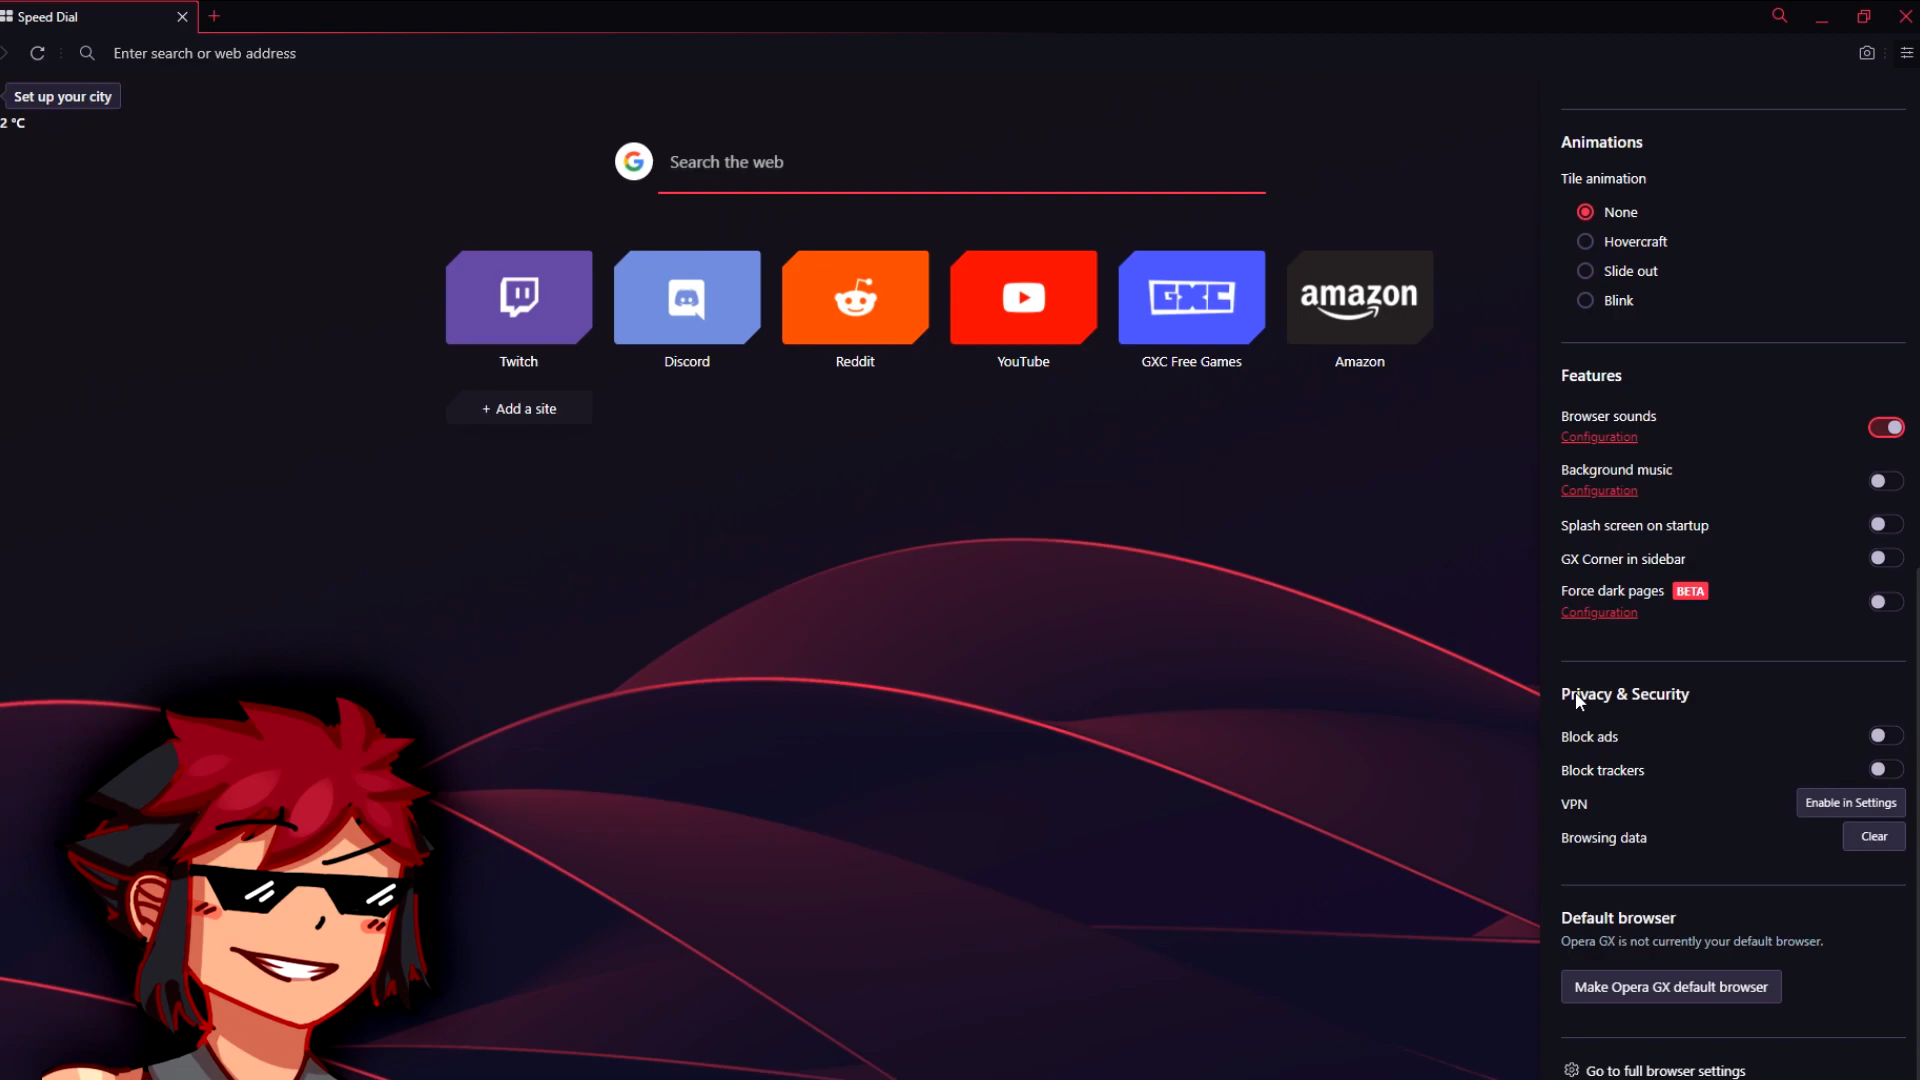 Speed Dial
Enter search or web address
Set up your city
2 °C
Search the web
GXC
amazon
Twitch
Discord
Reddit
YouTube
GXC Free Games
Amazon
+ Add a site
Animations
Tile animation
None
Hovercraft
Slide out
Blink
Features
Browser sounds
Configuration
Background music
Configuration
Splash screen on startup
GX Corner in sidebar
Force dark pages BETA
Configuration
Privacy & Security
Block ads
Block trackers
VPN Enable in Settings
Browsing data Clear
Default browser
Opera GX is not currently your default browser.
Make Opera GX default browser
Go to full browser settings